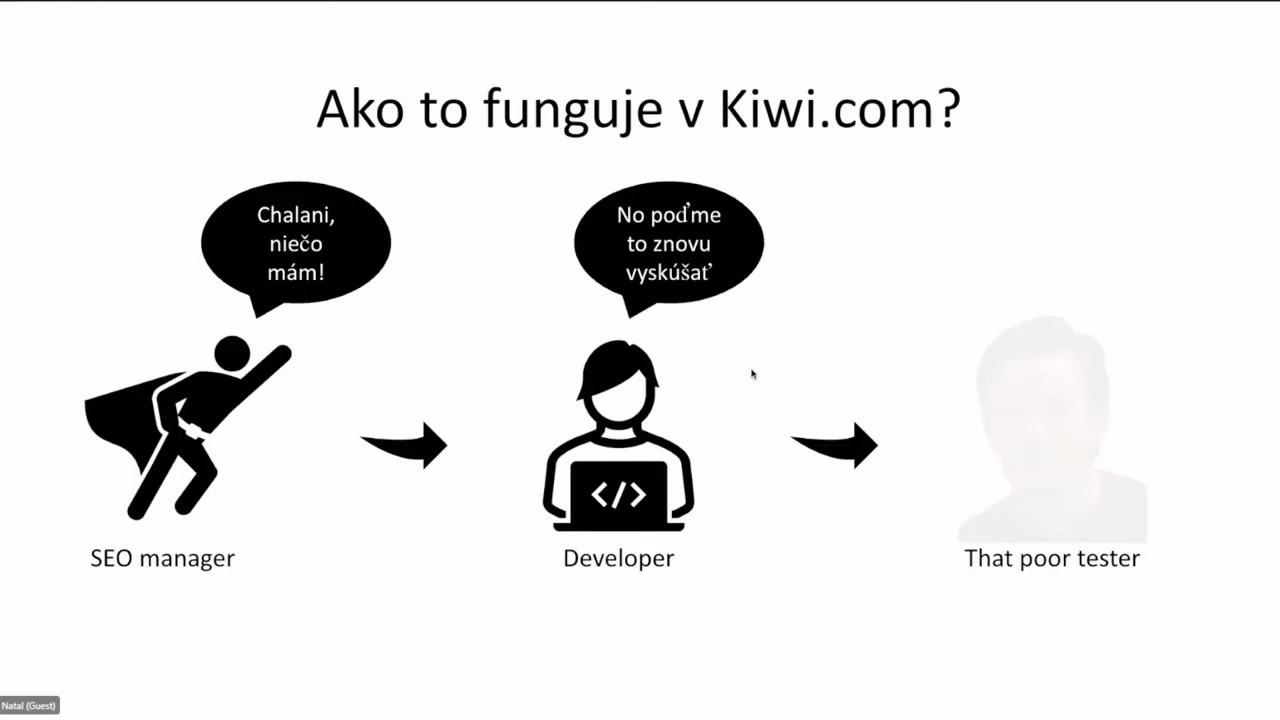 Ako to funguje v Kiwi.com?
Chalani,
niečo
mám!
No poďme
to znovu
vyskúšať
</>
SEO manager
Developer
That poor tester
Natal (Guest)